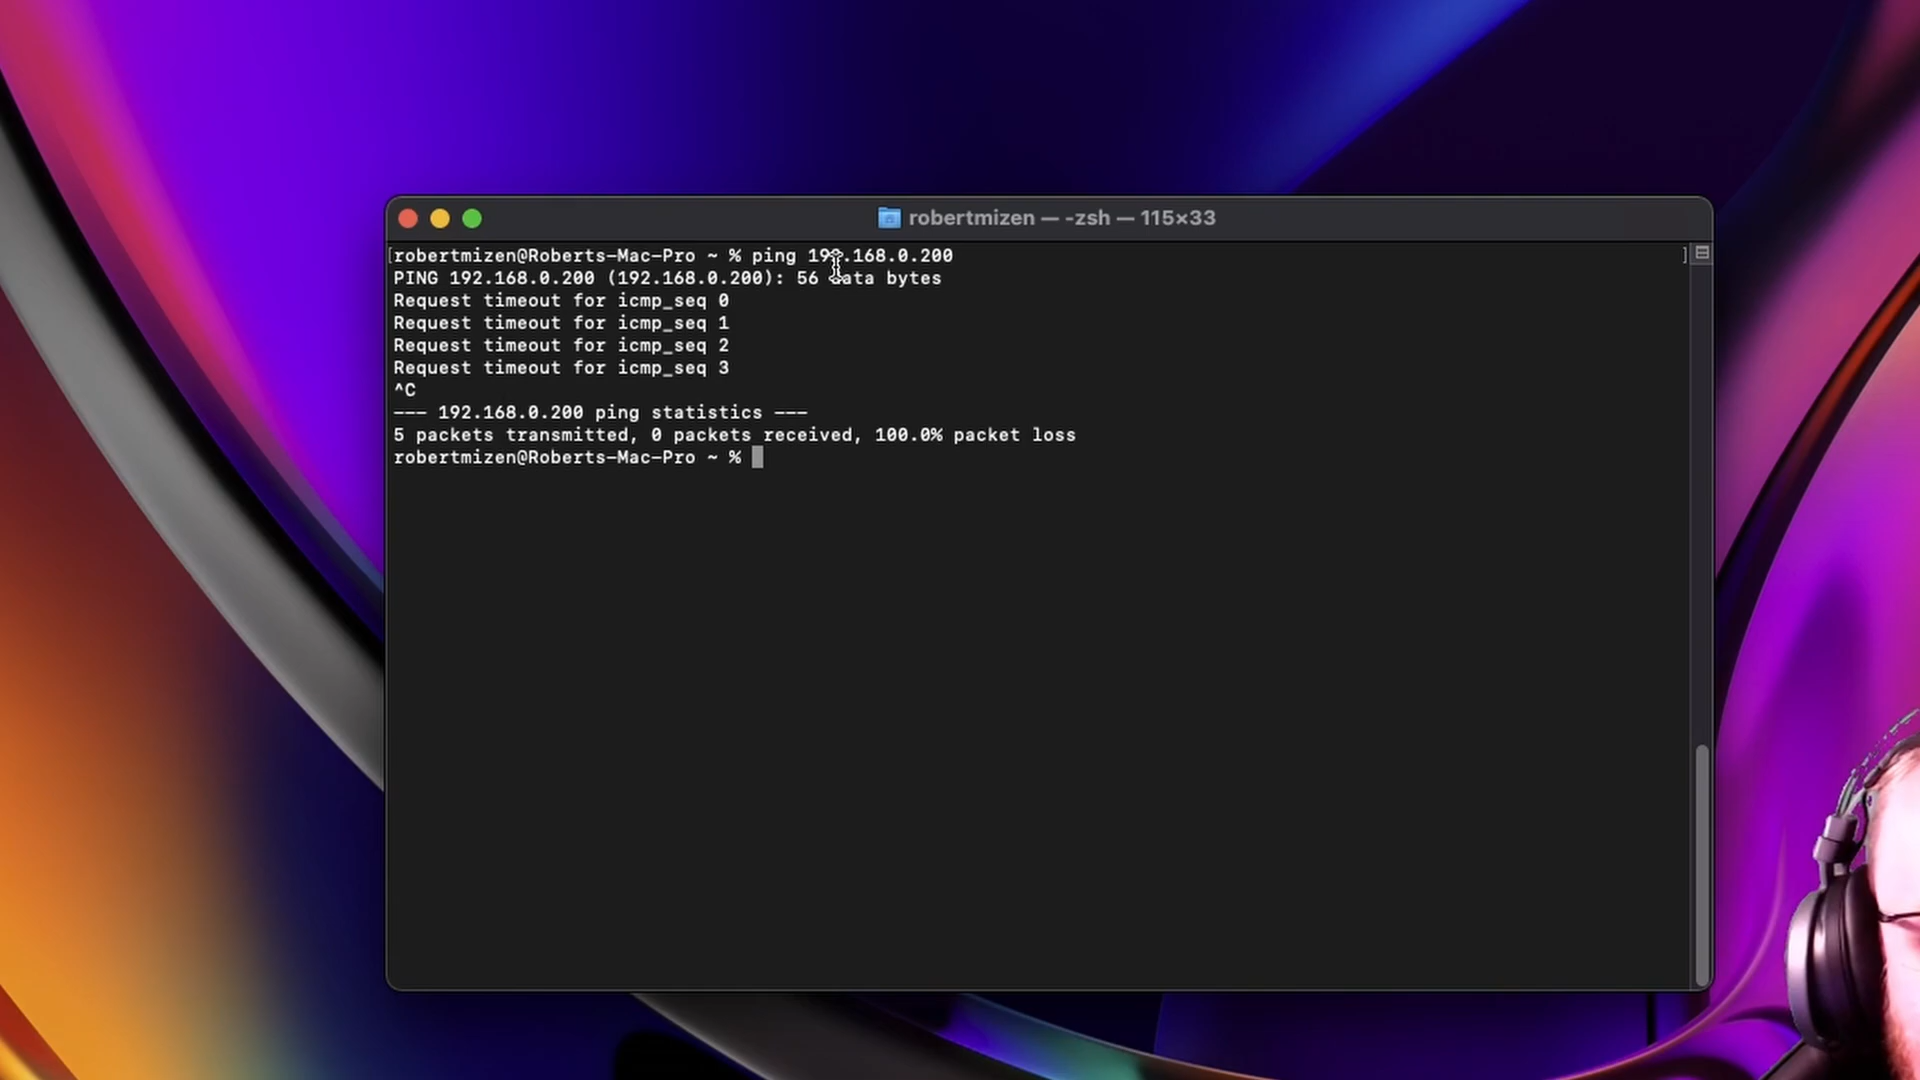 robertmizen — -zsh — 115×33
[robertmizen@Roberts-Mac-Pro ~ % ping 192.168.0.200 ]
PING 192.168.0.200 (192.168.0.200): 56 data bytes
Request timeout for icmp_seq 0
Request timeout for icmp_seq 1
Request timeout for icmp_seq 2
Request timeout for icmp_seq 3
^C
--- 192.168.0.200 ping statistics ---
5 packets transmitted, 0 packets received, 100.0% packet loss
robertmizen@Roberts-Mac-Pro ~ %